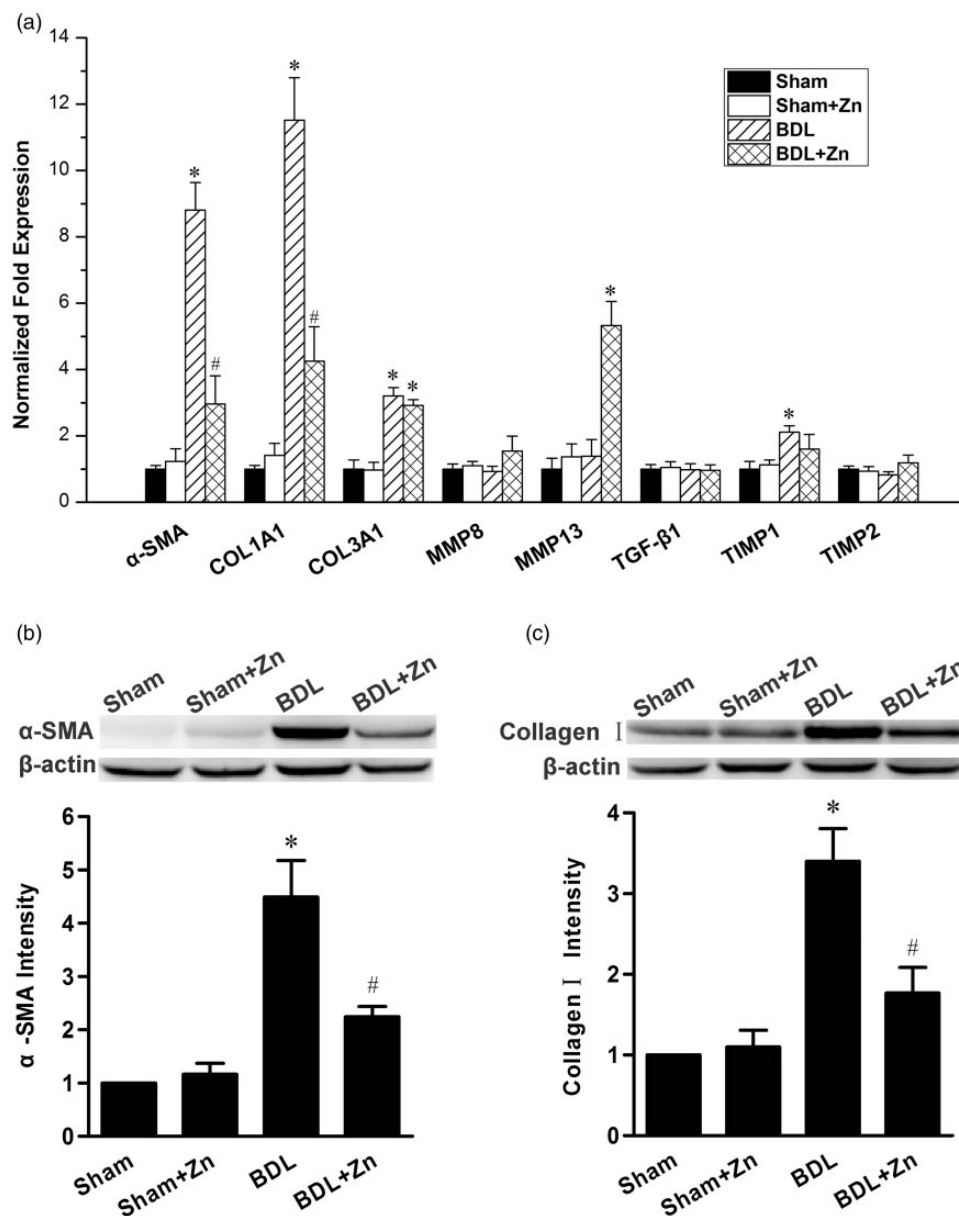 (a)
14
12
10
8
6
4
2
0
Normalized Fold Expression
Sham
Sham+Zn
BDL
BDL+Zn
*
#
*
#
*
*
*
*
α-SMA
COL1A1
COL3A1
MMP8
MMP13
TGF-β1
TIMP1
TIMP2
(b)
Sham
Sham+Zn
BDL
BDL+Zn
α-SMA
β-actin
6
5
4
3
2
1
0
α -SMA Intensity
*
#
Sham
Sham+Zn
BDL
BDL+Zn
(c)
Sham
Sham+Zn
BDL
BDL+Zn
Collagen Ⅰ
β-actin
4
3
2
1
0
Collagen Ⅰ Intensity
*
#
Sham
Sham+Zn
BDL
BDL+Zn